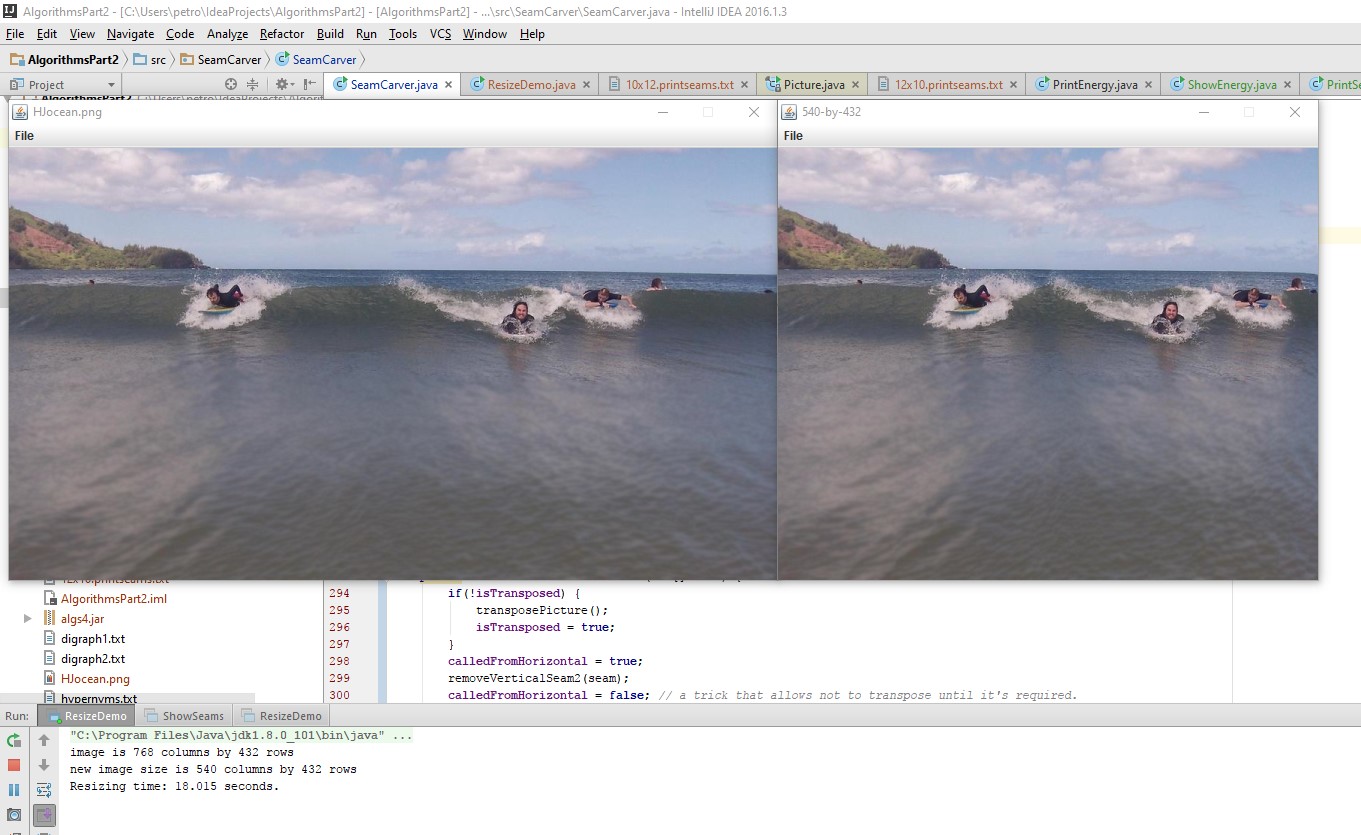 AlgorithmsPart2 - [C:\Users\petro\IdeaProjects\AlgorithmsPart2] - [AlgorithmsPart2] - ...\src\SeamCarver\SeamCarver.java - IntelliJ IDEA 2016.1.3
File Edit View Navigate Code Analyze Refactor Build Run Tools VCS Window Help
AlgorithmsPart2 src SeamCarver SeamCarver
Project SeamCarver.java ResizeDemo.java 10x12.printseams.txt Picture.java 12x10.printseams.txt PrintEnergy.java ShowEnergy.java PrintSe
HJocean.png 540-by-432
File File
12x10.printseams.txt
AlgorithmsPart2.iml
algs4.jar
digraph1.txt
digraph2.txt
HJocean.png
hypernyms.txt
294 if(!isTransposed) {
295 transposePicture();
296 isTransposed = true;
297 }
298 calledFromHorizontal = true;
299 removeVerticalSeam2(seam);
300 calledFromHorizontal = false; // a trick that allows not to transpose until it's required.
Run: ResizeDemo ShowSeams ResizeDemo
"C:\Program Files\Java\jdk1.8.0_101\bin\java" ...
image is 768 columns by 432 rows
new image size is 540 columns by 432 rows
Resizing time: 18.015 seconds.